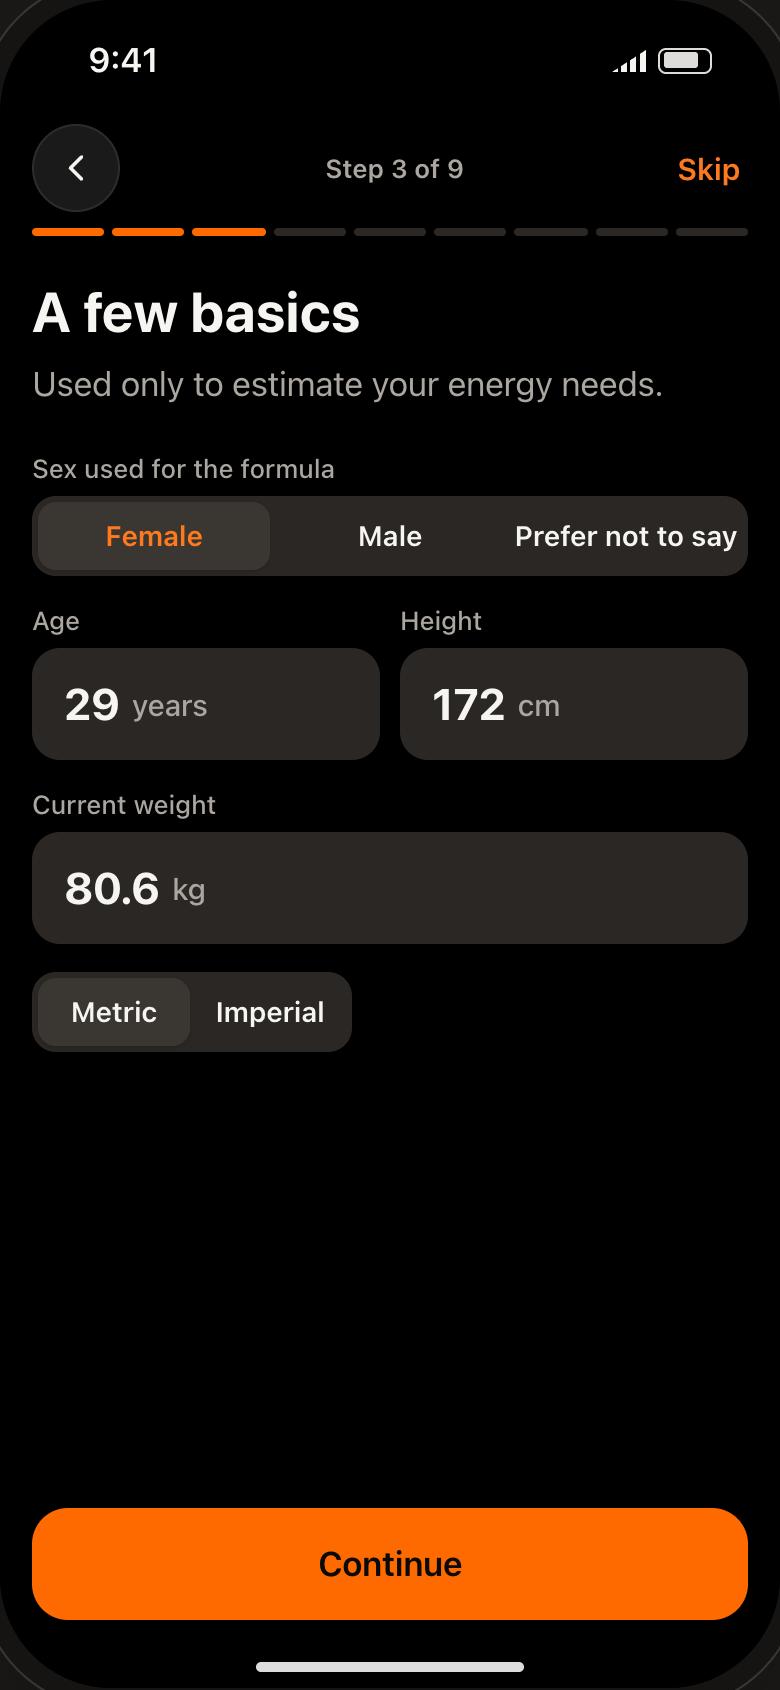 9:41
Step 3 of 9
Skip
A few basics
Used only to estimate your energy needs.
Sex used for the formula
Female Male Prefer not to say
Age Height
29 years 172 cm
Current weight
80.6 kg
Metric Imperial
Continue